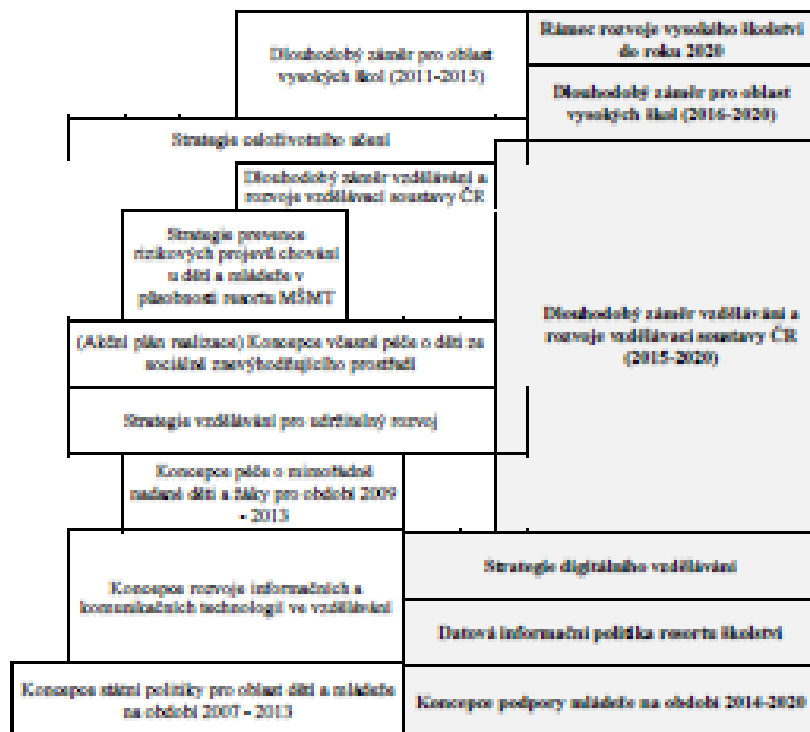 Dlouhodobý záměr pro oblast
vysokých škol (2011-2015)
Rámec rozvoje vysokého školství
do roku 2020
Dlouhodobý záměr pro oblast
vysokých škol (2016-2020)
Strategie celoživotního učení
Dlouhodobý záměr vzdělávání a
rozvoje vzdělávací soustavy ČR
Strategie prevence
rizikových projevů chování
u dětí a mládeže v
působnosti resortu MŠMT
Dlouhodobý záměr vzdělávání a
rozvoje vzdělávací soustavy ČR
(2015-2020)
(Akční plán realizace) Koncepce včasné péče o děti ze
sociálně znevýhodňujícího prostředí
Strategie vzdělávání pro udržitelný rozvoj
Koncepce péče o mimořádně
nadané děti a žáky pro období 2009
- 2013
Koncepce rozvoje informačních a
komunikačních technologií ve vzdělávání
Strategie digitálního vzdělávání
Datová informační politika resortu školství
Koncepce státní politiky pro oblast dětí a mládeže
na období 2007 - 2013
Koncepce podpory mládeže na období 2014-2020